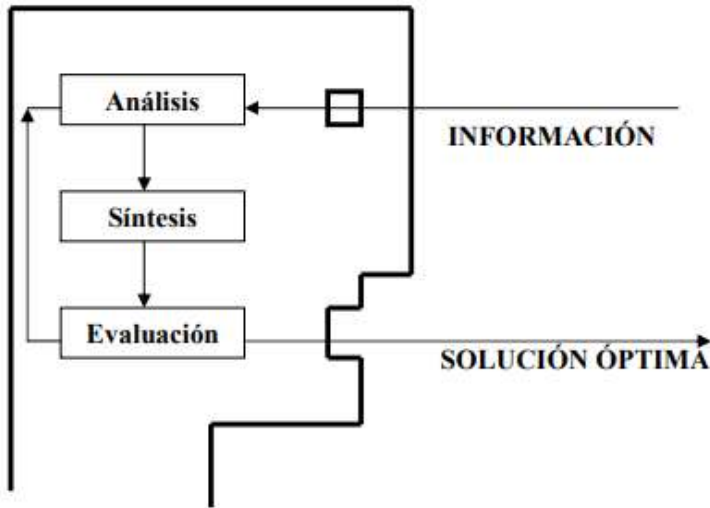 Análisis
INFORMACIÓN
Síntesis
Evaluación
SOLUCIÓN ÓPTIMA